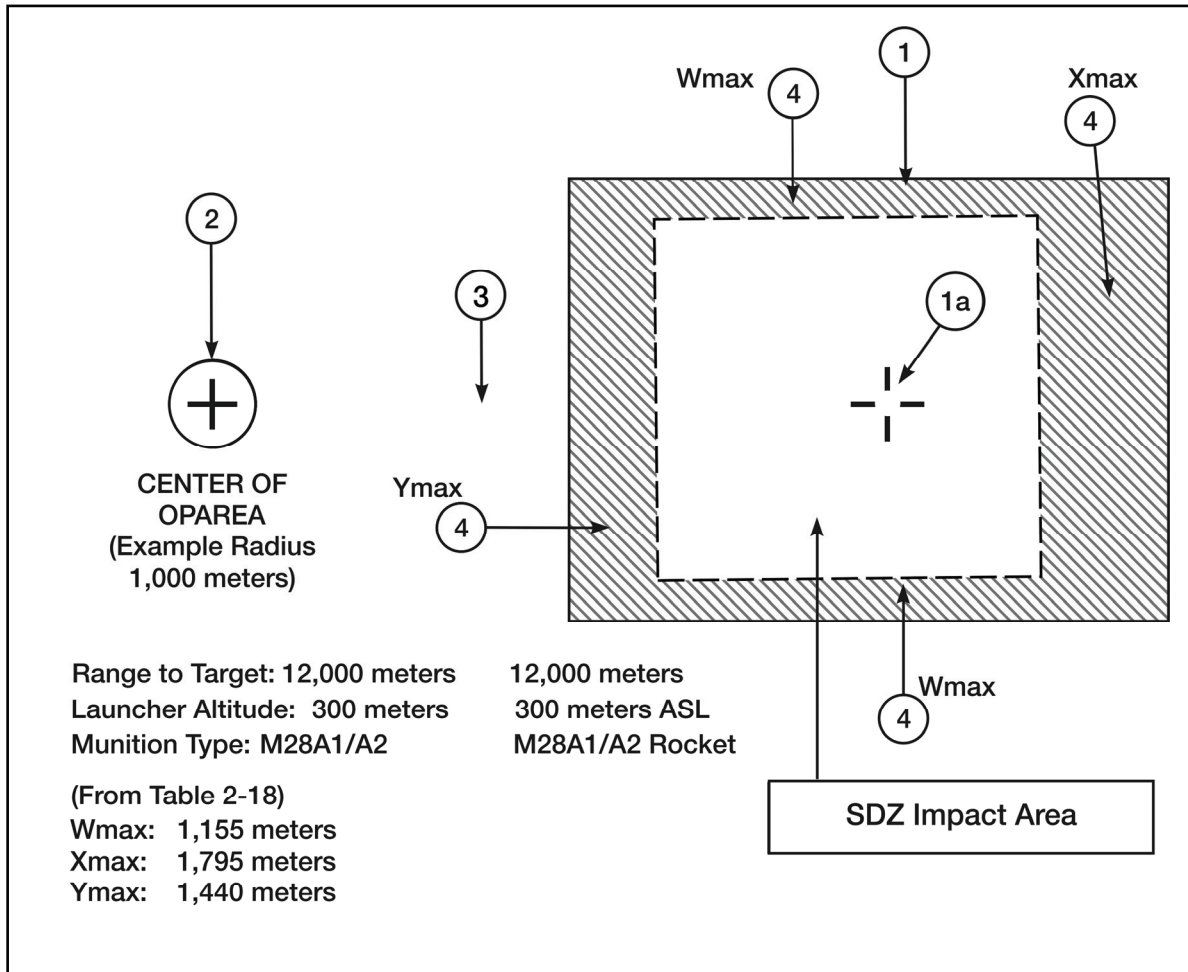 1
Wmax
4
Xmax
4
2
3
1a
CENTER OF
OPAREA
(Example Radius
1,000 meters)
Ymax
4
Wmax
4
Range to Target: 12,000 meters 12,000 meters
Launcher Altitude: 300 meters 300 meters ASL
Munition Type: M28A1/A2 M28A1/A2 Rocket
(From Table 2-18)
Wmax: 1,155 meters
Xmax: 1,795 meters
Ymax: 1,440 meters
SDZ Impact Area